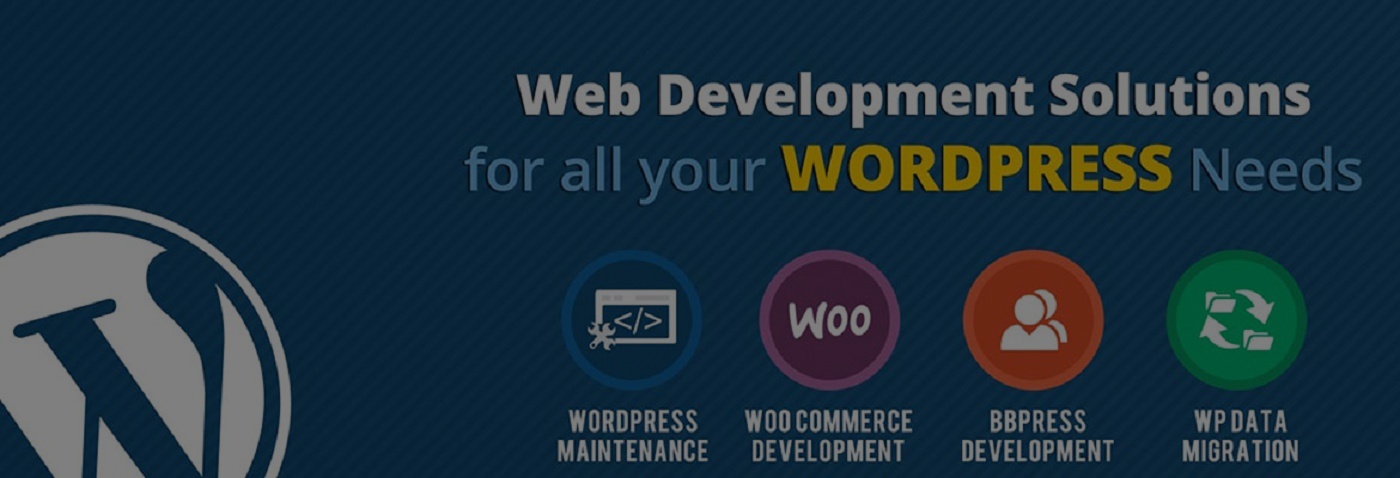 Web Development Solutions
for all your WORDPRESS Needs
</>
WOO
WORDPRESS
MAINTENANCE
WOO COMMERCE
DEVELOPMENT
BBPRESS
DEVELOPMENT
WP DATA
MIGRATION